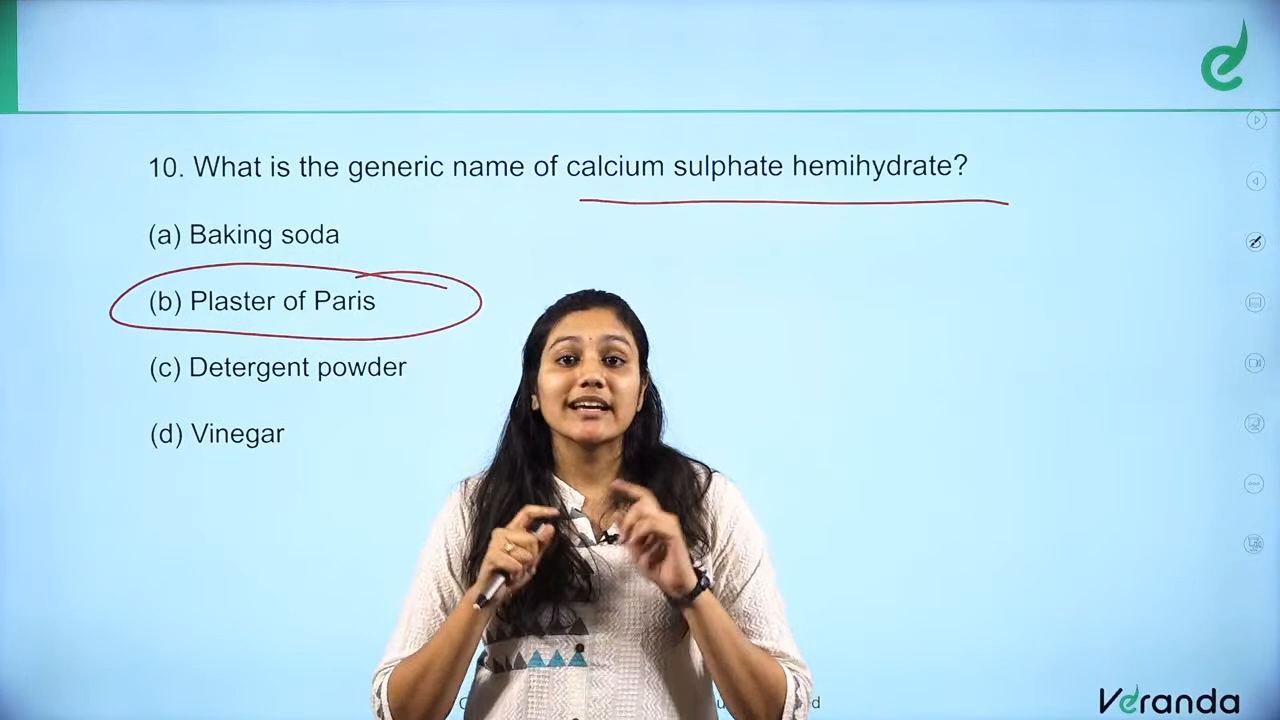 10. What is the generic name of calcium sulphate hemihydrate?
(a) Baking soda
(b) Plaster of Paris
(c) Detergent powder
(d) Vinegar
Veranda